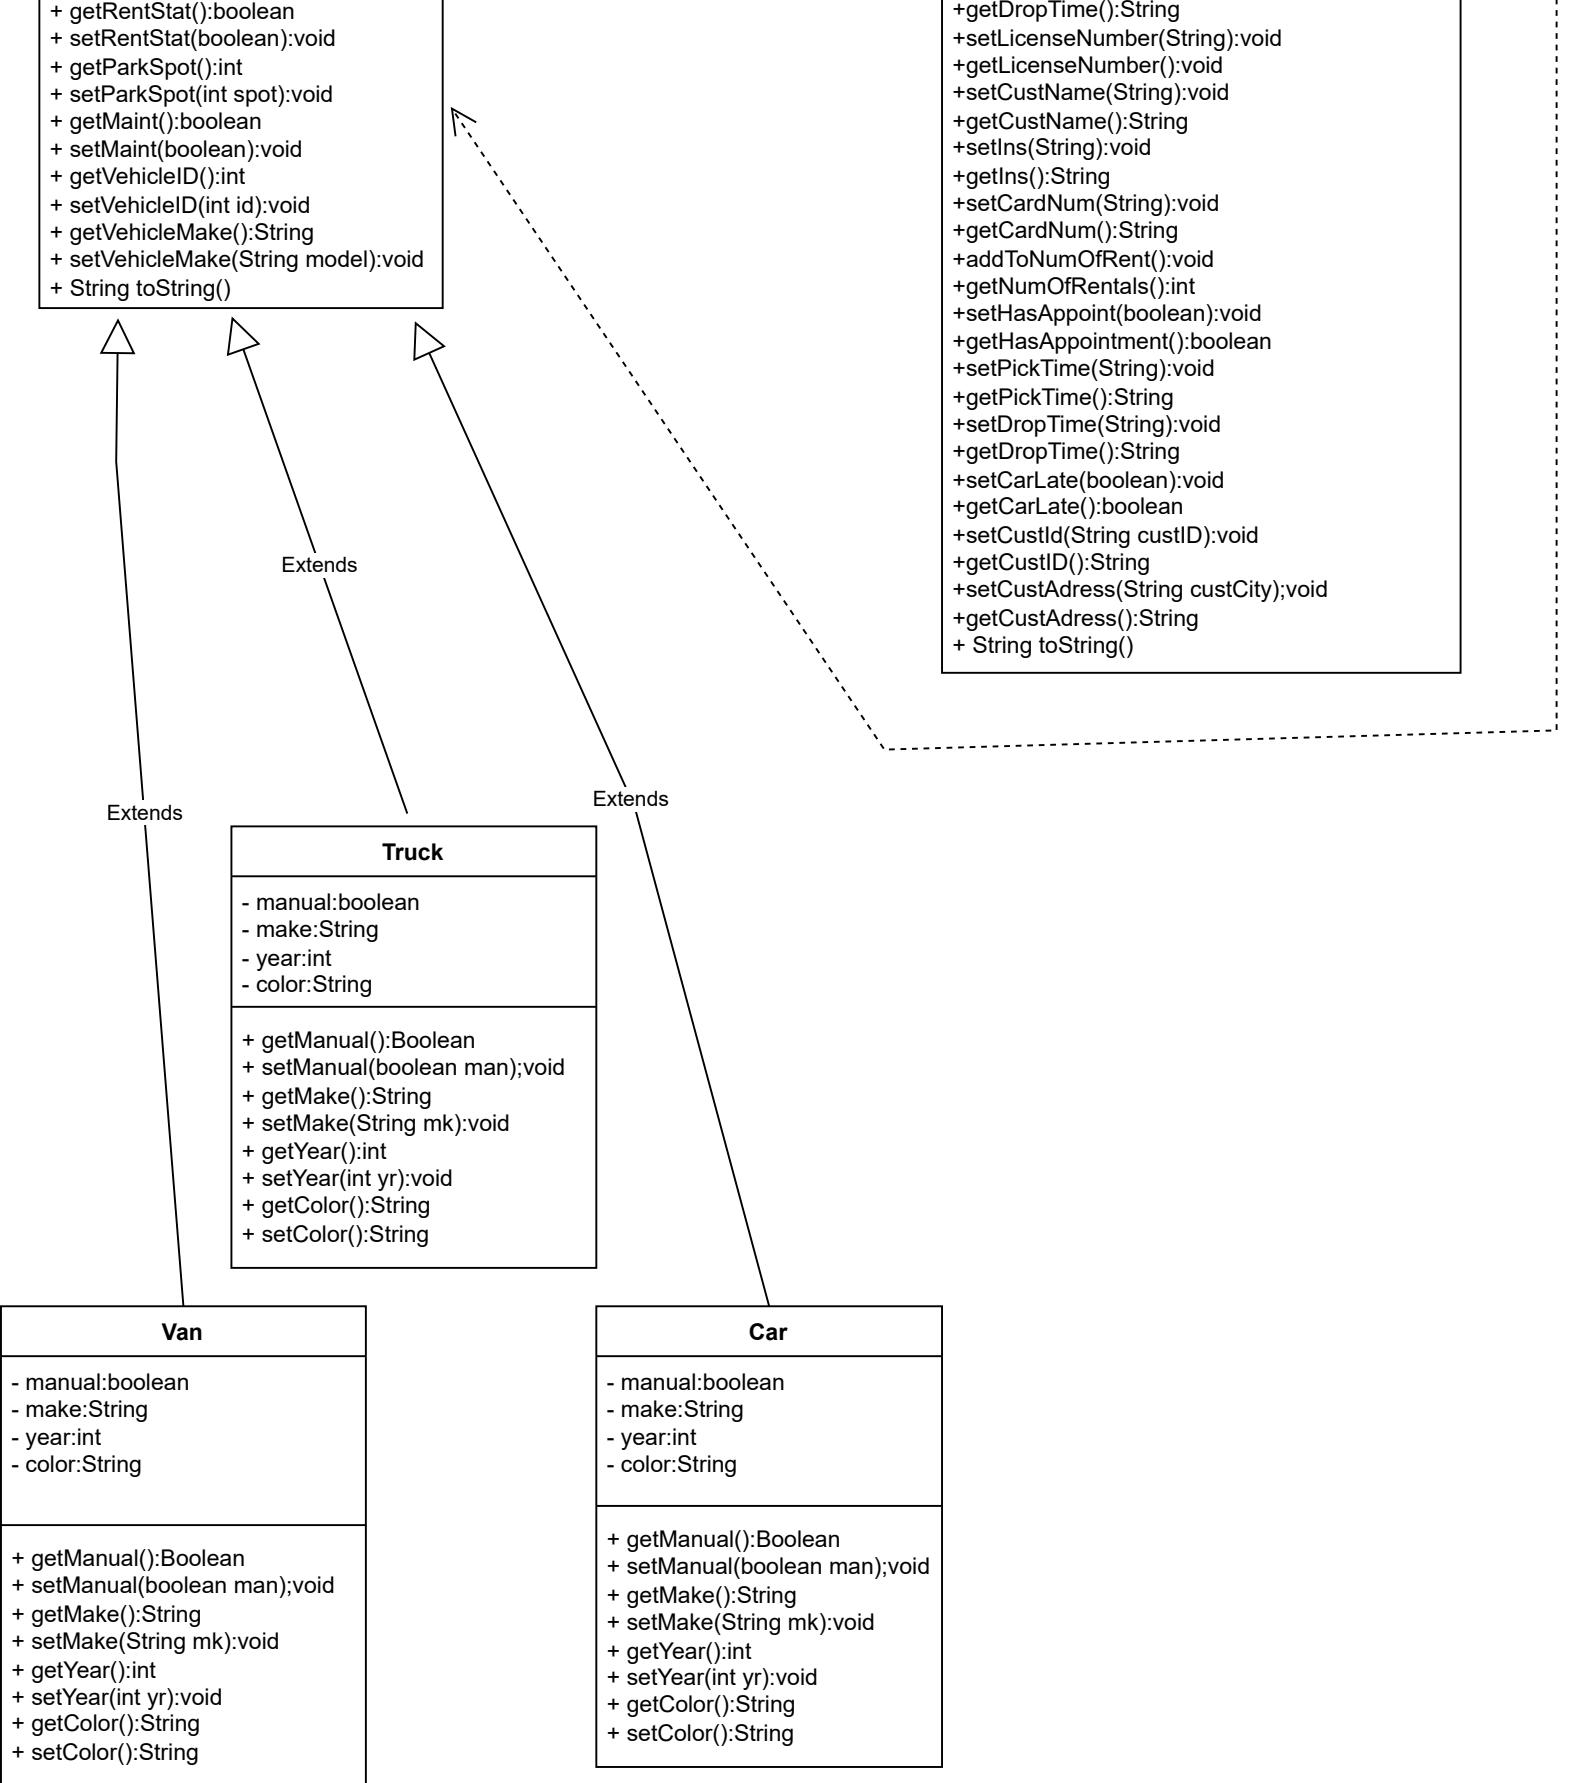 + getRentStat():boolean
+ setRentStat(boolean):void
+ getParkSpot():int
+ setParkSpot(int spot):void
+ getMaint():boolean
+ setMaint(boolean):void
+ getVehicleID():int
+ setVehicleID(int id):void
+ getVehicleMake():String
+ setVehicleMake(String model):void
+ String toString()
+getDropTime():String
+setLicenseNumber(String):void
+getLicenseNumber():void
+setCustName(String):void
+getCustName():String
+setIns(String):void
+getIns():String
+setCardNum(String):void
+getCardNum():String
+addToNumOfRent():void
+getNumOfRentals():int
+setHasAppoint(boolean):void
+getHasAppointment():boolean
+setPickTime(String):void
+getPickTime():String
+setDropTime(String):void
+getDropTime():String
+setCarLate(boolean):void
+getCarLate():boolean
+setCustId(String custID):void
+getCustID():String
+setCustAdress(String custCity);void
+getCustAdress():String
+ String toString()
Extends
Extends
Extends
Truck
- manual:boolean
- make:String
- year:int
- color:String
+ getManual():Boolean
+ setManual(boolean man);void
+ getMake():String
+ setMake(String mk):void
+ getYear():int
+ setYear(int yr):void
+ getColor():String
+ setColor():String
Van
- manual:boolean
- make:String
- year:int
- color:String
+ getManual():Boolean
+ setManual(boolean man);void
+ getMake():String
+ setMake(String mk):void
+ getYear():int
+ setYear(int yr):void
+ getColor():String
+ setColor():String
Car
- manual:boolean
- make:String
- year:int
- color:String
+ getManual():Boolean
+ setManual(boolean man);void
+ getMake():String
+ setMake(String mk):void
+ getYear():int
+ setYear(int yr):void
+ getColor():String
+ setColor():String